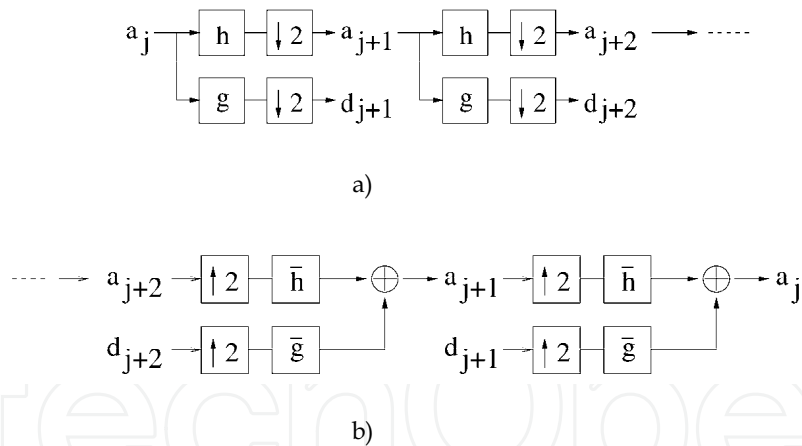 a_j h ↓2 a_{j+1} h ↓2 a_{j+2}
g ↓2 d_{j+1} g ↓2 d_{j+2}
a)
a_{j+2} ↑2 h̄ ⊕ a_{j+1} ↑2 h̄ ⊕ a_j
d_{j+2} ↑2 ḡ d_{j+1} ↑2 ḡ
b)